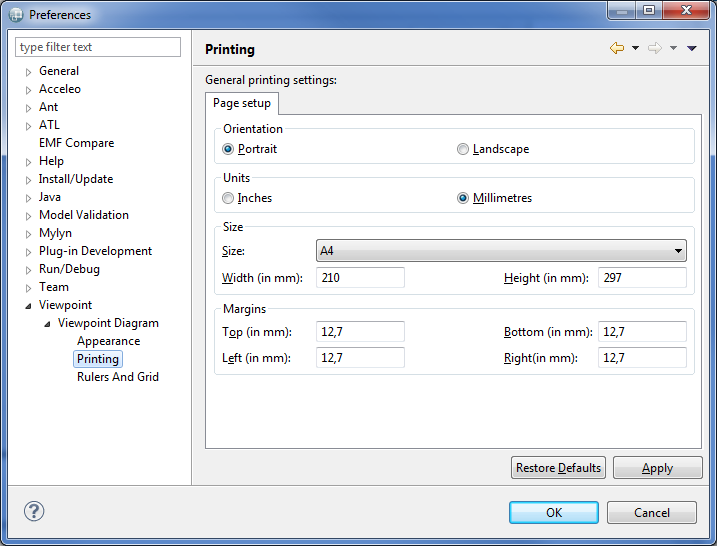 Preferences
type filter text
General
Acceleo
Ant
ATL
EMF Compare
Help
Install/Update
Java
Model Validation
Mylyn
Plug-in Development
Run/Debug
Team
Viewpoint
Viewpoint Diagram
Appearance
Printing
Rulers And Grid
Printing
General printing settings:
Page setup
Orientation
Portrait Landscape
Units
Inches Millimetres
Size
Size: A4
Width (in mm): 210 Height (in mm): 297
Margins
Top (in mm): 12,7 Bottom (in mm): 12,7
Left (in mm): 12,7 Right(in mm): 12,7
Restore Defaults Apply
? OK Cancel